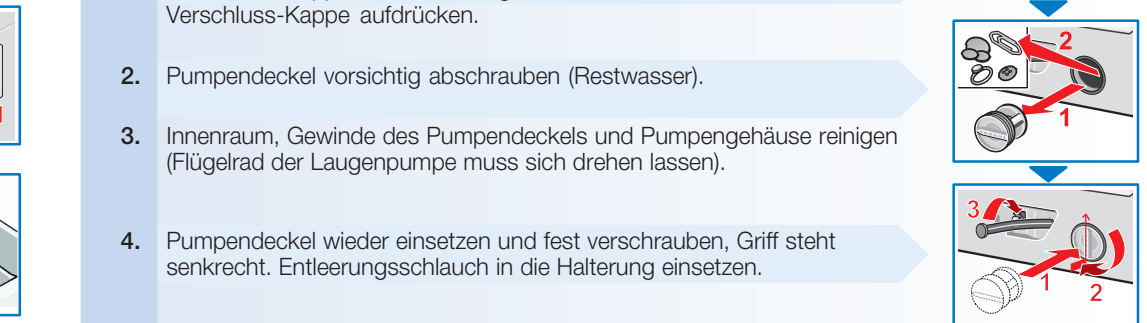 Verschluss-Kappe aufdrücken.
2. Pumpendeckel vorsichtig abschrauben (Restwasser).
3. Innenraum, Gewinde des Pumpendeckels und Pumpengehäuse reinigen
(Flügelrad der Laugenpumpe muss sich drehen lassen).
4. Pumpendeckel wieder einsetzen und fest verschrauben, Griff steht
senkrecht. Entleerungsschlauch in die Halterung einsetzen.
2
1
3
1
2